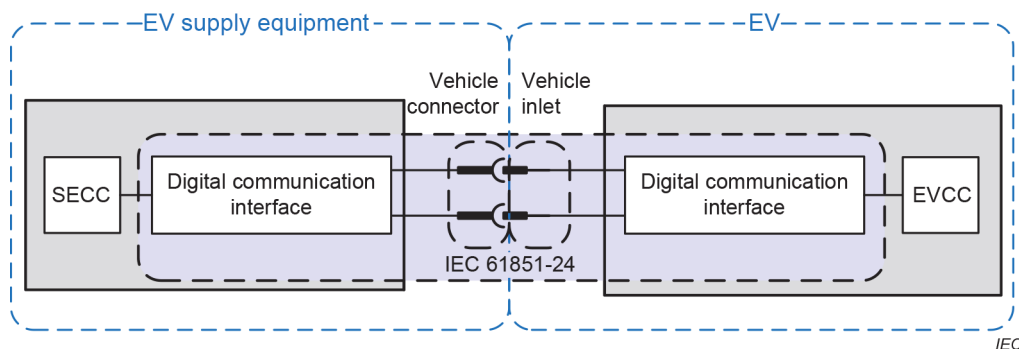 EV supply equipment
EV
Vehicle
connector
Vehicle
inlet
SECC
Digital communication
interface
Digital communication
interface
EVCC
IEC 61851-24
IEC